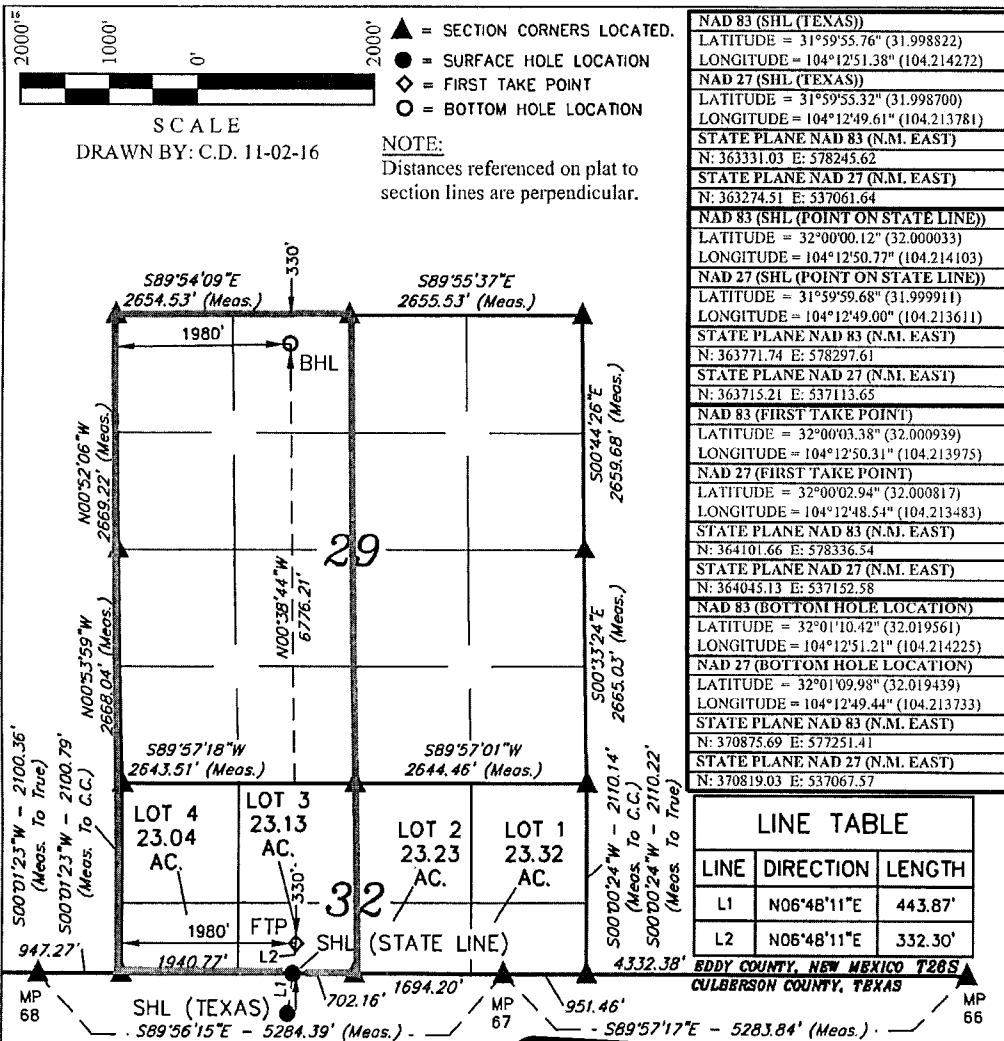 16
2000'
1000'
0'
2000'
SCALE
DRAWN BY: C.D. 11-02-16
▲ = SECTION CORNERS LOCATED.
● = SURFACE HOLE LOCATION
◇ = FIRST TAKE POINT
○ = BOTTOM HOLE LOCATION
NOTE:
Distances referenced on plat to
section lines are perpendicular.
NAD 83 (SHL (TEXAS))
LATITUDE = 31°59'55.76" (31.998822)
LONGITUDE = 104°12'51.38" (104.214272)
NAD 27 (SHL (TEXAS))
LATITUDE = 31°59'55.32" (31.998700)
LONGITUDE = 104°12'49.61" (104.213781)
STATE PLANE NAD 83 (N.M. EAST)
N: 363331.03 E: 578245.62
STATE PLANE NAD 27 (N.M. EAST)
N: 363274.51 E: 537061.64
NAD 83 (SHL (POINT ON STATE LINE))
LATITUDE = 32°00'00.12" (32.000033)
LONGITUDE = 104°12'50.77" (104.214103)
NAD 27 (SHL (POINT ON STATE LINE))
LATITUDE = 31°59'59.68" (31.999911)
LONGITUDE = 104°12'49.00" (104.213611)
STATE PLANE NAD 83 (N.M. EAST)
N: 363771.74 E: 578297.61
STATE PLANE NAD 27 (N.M. EAST)
N: 363715.21 E: 537113.65
NAD 83 (FIRST TAKE POINT)
LATITUDE = 32°00'03.38" (32.000939)
LONGITUDE = 104°12'50.31" (104.213975)
NAD 27 (FIRST TAKE POINT)
LATITUDE = 32°00'02.94" (32.000817)
LONGITUDE = 104°12'48.54" (104.213483)
STATE PLANE NAD 83 (N.M. EAST)
N: 364101.66 E: 578336.54
STATE PLANE NAD 27 (N.M. EAST)
N: 364045.13 E: 537152.58
NAD 83 (BOTTOM HOLE LOCATION)
LATITUDE = 32°01'10.42" (32.019561)
LONGITUDE = 104°12'51.21" (104.214225)
NAD 27 (BOTTOM HOLE LOCATION)
LATITUDE = 32°01'09.98" (32.019439)
LONGITUDE = 104°12'49.44" (104.213733)
STATE PLANE NAD 83 (N.M. EAST)
N: 370875.69 E: 577251.41
STATE PLANE NAD 27 (N.M. EAST)
N: 370819.03 E: 537067.57
330'
S89°54'09"E
2654.53' (Meas.)
S89°55'37"E
2655.53' (Meas.)
1980'
BHL
N00°52'06"W
2669.22' (Meas.)
S00°44'26"E
2659.68' (Meas.)
29
N00°38'44"W
6776.21'
N00°53'59"W
2668.04' (Meas.)
S00°33'24"E
2665.03' (Meas.)
S89°57'18"W
2643.51' (Meas.)
S89°57'01"W
2644.46' (Meas.)
S00°01'23"W - 2100.36'
(Meas. To True)
S00°01'23"W - 2100.79'
(Meas. To C.C.)
LOT 4
23.04
AC.
LOT 3
23.13
AC.
LOT 2
23.23
AC.
LOT 1
23.32
AC.
S00°00'24"W - 2110.14'
(Meas. To C.C.)
S00°00'24"W - 2110.22'
(Meas. To True)
330'
32
FTP
1980'
L2
SHL (STATE LINE)
947.27'
1940.77'
702.16'
1694.20'
951.46'
4332.38'
EDDY COUNTY, NEW MEXICO T26S
CULBERSON COUNTY, TEXAS
MP
68
SHL (TEXAS)
L1
MP
67
MP
66
S89°56'15"E - 5284.39' (Meas.)
S89°57'17"E - 5283.84' (Meas.)
LINE TABLE
LINE DIRECTION LENGTH
L1 N06°48'11"E 443.87'
L2 N06°48'11"E 332.30'